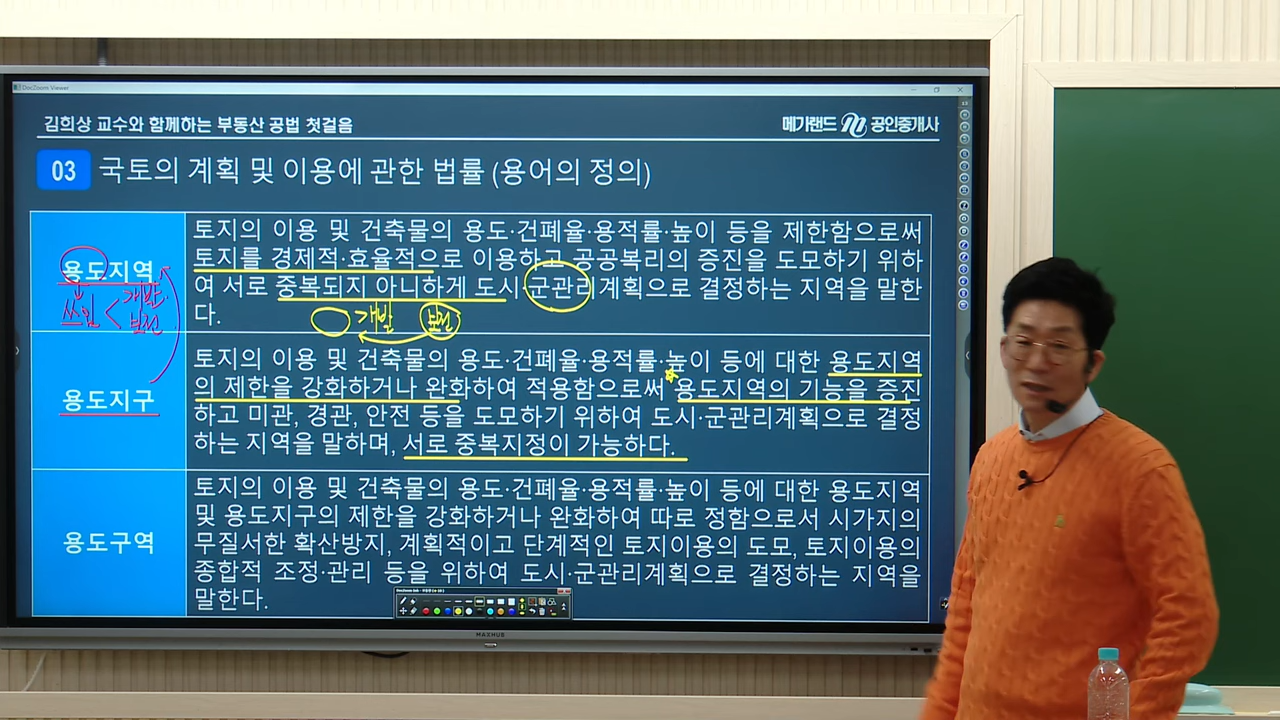 DocZoom Viewer
김희상 교수와 함께하는 부동산 공법 첫걸음
메가랜드 공인중개사
03 국토의 계획 및 이용에 관한 법률 (용어의 정의)
용도지역
쓰임 < 개발
보전
토지의 이용 및 건축물의 용도·건폐율·용적률·높이 등을 제한함으로써
토지를 경제적·효율적으로 이용하고 공공복리의 증진을 도모하기 위하
여 서로 중복되지 아니하게 도시·군관리계획으로 결정하는 지역을 말한
다.
개발 보전
용도지구
토지의 이용 및 건축물의 용도·건폐율·용적률·높이 등에 대한 용도지역
의 제한을 강화하거나 완화하여 적용함으로써 용도지역의 기능을 증진
하고 미관, 경관, 안전 등을 도모하기 위하여 도시·군관리계획으로 결정
하는 지역을 말하며, 서로 중복지정이 가능하다.
용도구역
토지의 이용 및 건축물의 용도·건폐율·용적률·높이 등에 대한 용도지역
및 용도지구의 제한을 강화하거나 완화하여 따로 정함으로서 시가지의
무질서한 확산방지, 계획적이고 단계적인 토지이용의 도모, 토지이용의
종합적 조정·관리 등을 위하여 도시·군관리계획으로 결정하는 지역을
말한다.
MAXHUB